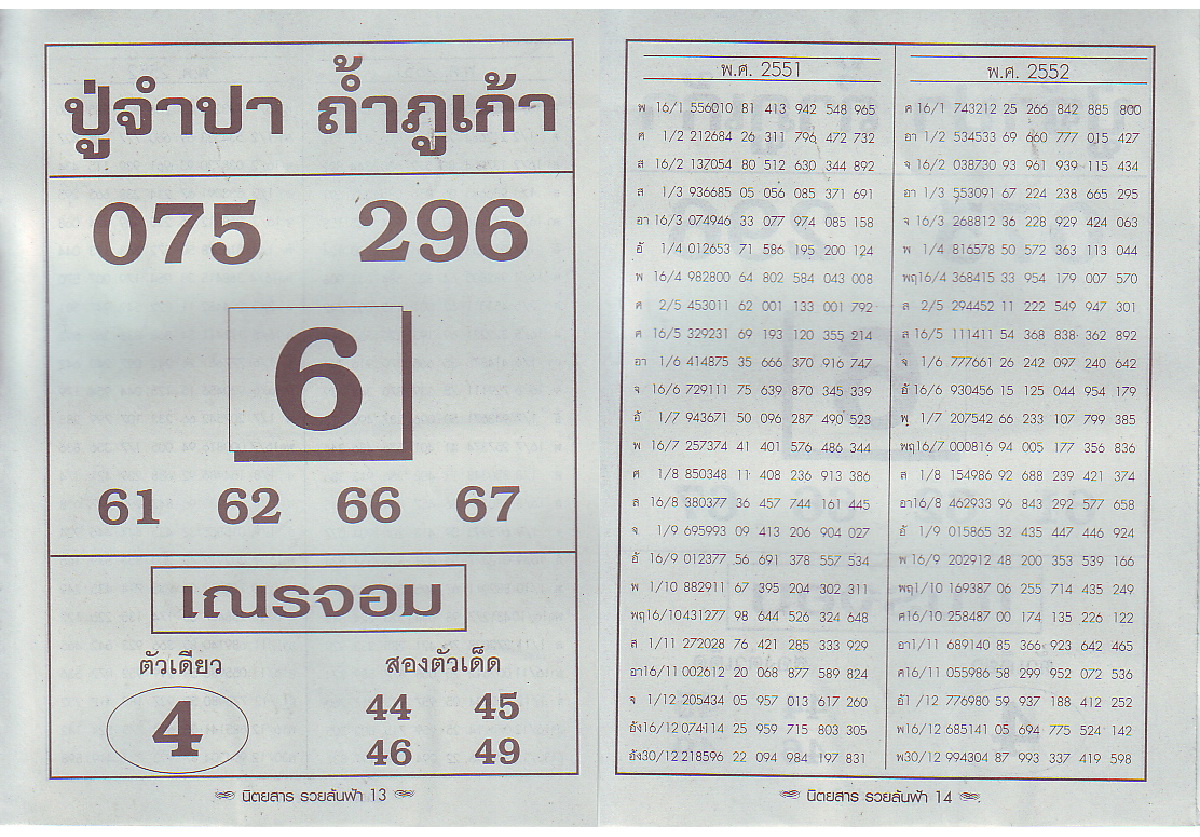 ปู่จำปา ถ้ำภูเก้า
075 296
6
61 62 66 67
เณรจอม
ตัวเดียว สองตัวเด็ด
4
44 45
46 49
นิตยสาร รวยล้นฟ้า 13
พ.ศ. 2551
พ 16/1 556010 81 413 942 548 965
ศ 1/2 212684 26 311 796 472 732
ส 16/2 137054 80 512 630 344 892
ส 1/3 936685 05 056 085 371 691
อา 16/3 074946 33 077 974 085 158
อั 1/4 012653 71 586 195 200 124
พ 16/4 982800 64 802 584 043 008
ศ 2/5 453011 62 001 133 001 792
ศ 16/5 329231 69 193 120 355 214
อา 1/6 414875 35 666 370 916 747
จ 16/6 729111 75 639 870 345 339
อั 1/7 943671 50 096 287 490 523
พ 16/7 257374 41 401 576 486 344
ศ 1/8 850348 11 408 236 913 386
ส 16/8 380377 36 457 744 161 445
จ 1/9 695993 09 413 206 904 027
อั 16/9 012377 56 691 378 557 534
พ 1/10 882911 67 395 204 302 311
พฤ16/10 431277 98 644 526 324 648
ส 1/11 272028 76 421 285 333 929
อา16/11 002612 20 068 877 589 824
จ 1/12 205434 05 957 013 617 260
อัง16/12 074114 25 959 715 803 305
อัง30/12 218596 22 094 984 197 831
พ.ศ. 2552
ศ 16/1 743212 25 266 842 885 800
อา 1/2 534533 69 660 777 015 427
จ 16/2 038730 93 961 939 115 434
อา 1/3 553091 67 224 238 665 295
จ 16/3 268812 36 228 929 424 063
พ 1/4 816578 50 572 363 113 044
พฤ16/4 368415 33 954 179 007 570
ส 2/5 294452 11 222 549 947 301
ส 16/5 111411 54 368 838 362 892
จ 1/6 777661 26 242 097 240 642
อั 16/6 930456 15 125 044 954 179
พุ 1/7 207542 66 233 107 799 385
พฤ16/7 000816 94 005 177 356 836
ส 1/8 154986 92 688 239 421 374
อา16/8 462933 96 843 292 577 658
อั 1/9 015865 32 435 447 446 924
พ 16/9 202912 48 200 353 539 166
พฤ1/10 169387 06 255 714 435 249
ศ16/10 258487 00 174 135 226 122
อา1/11 689140 85 366 923 642 465
ศ16/11 055986 58 299 952 072 536
อั1/12 776980 59 937 188 412 252
พ16/12 685141 05 694 775 524 142
พ30/12 994304 87 993 337 419 598
นิตยสาร รวยล้นฟ้า 14